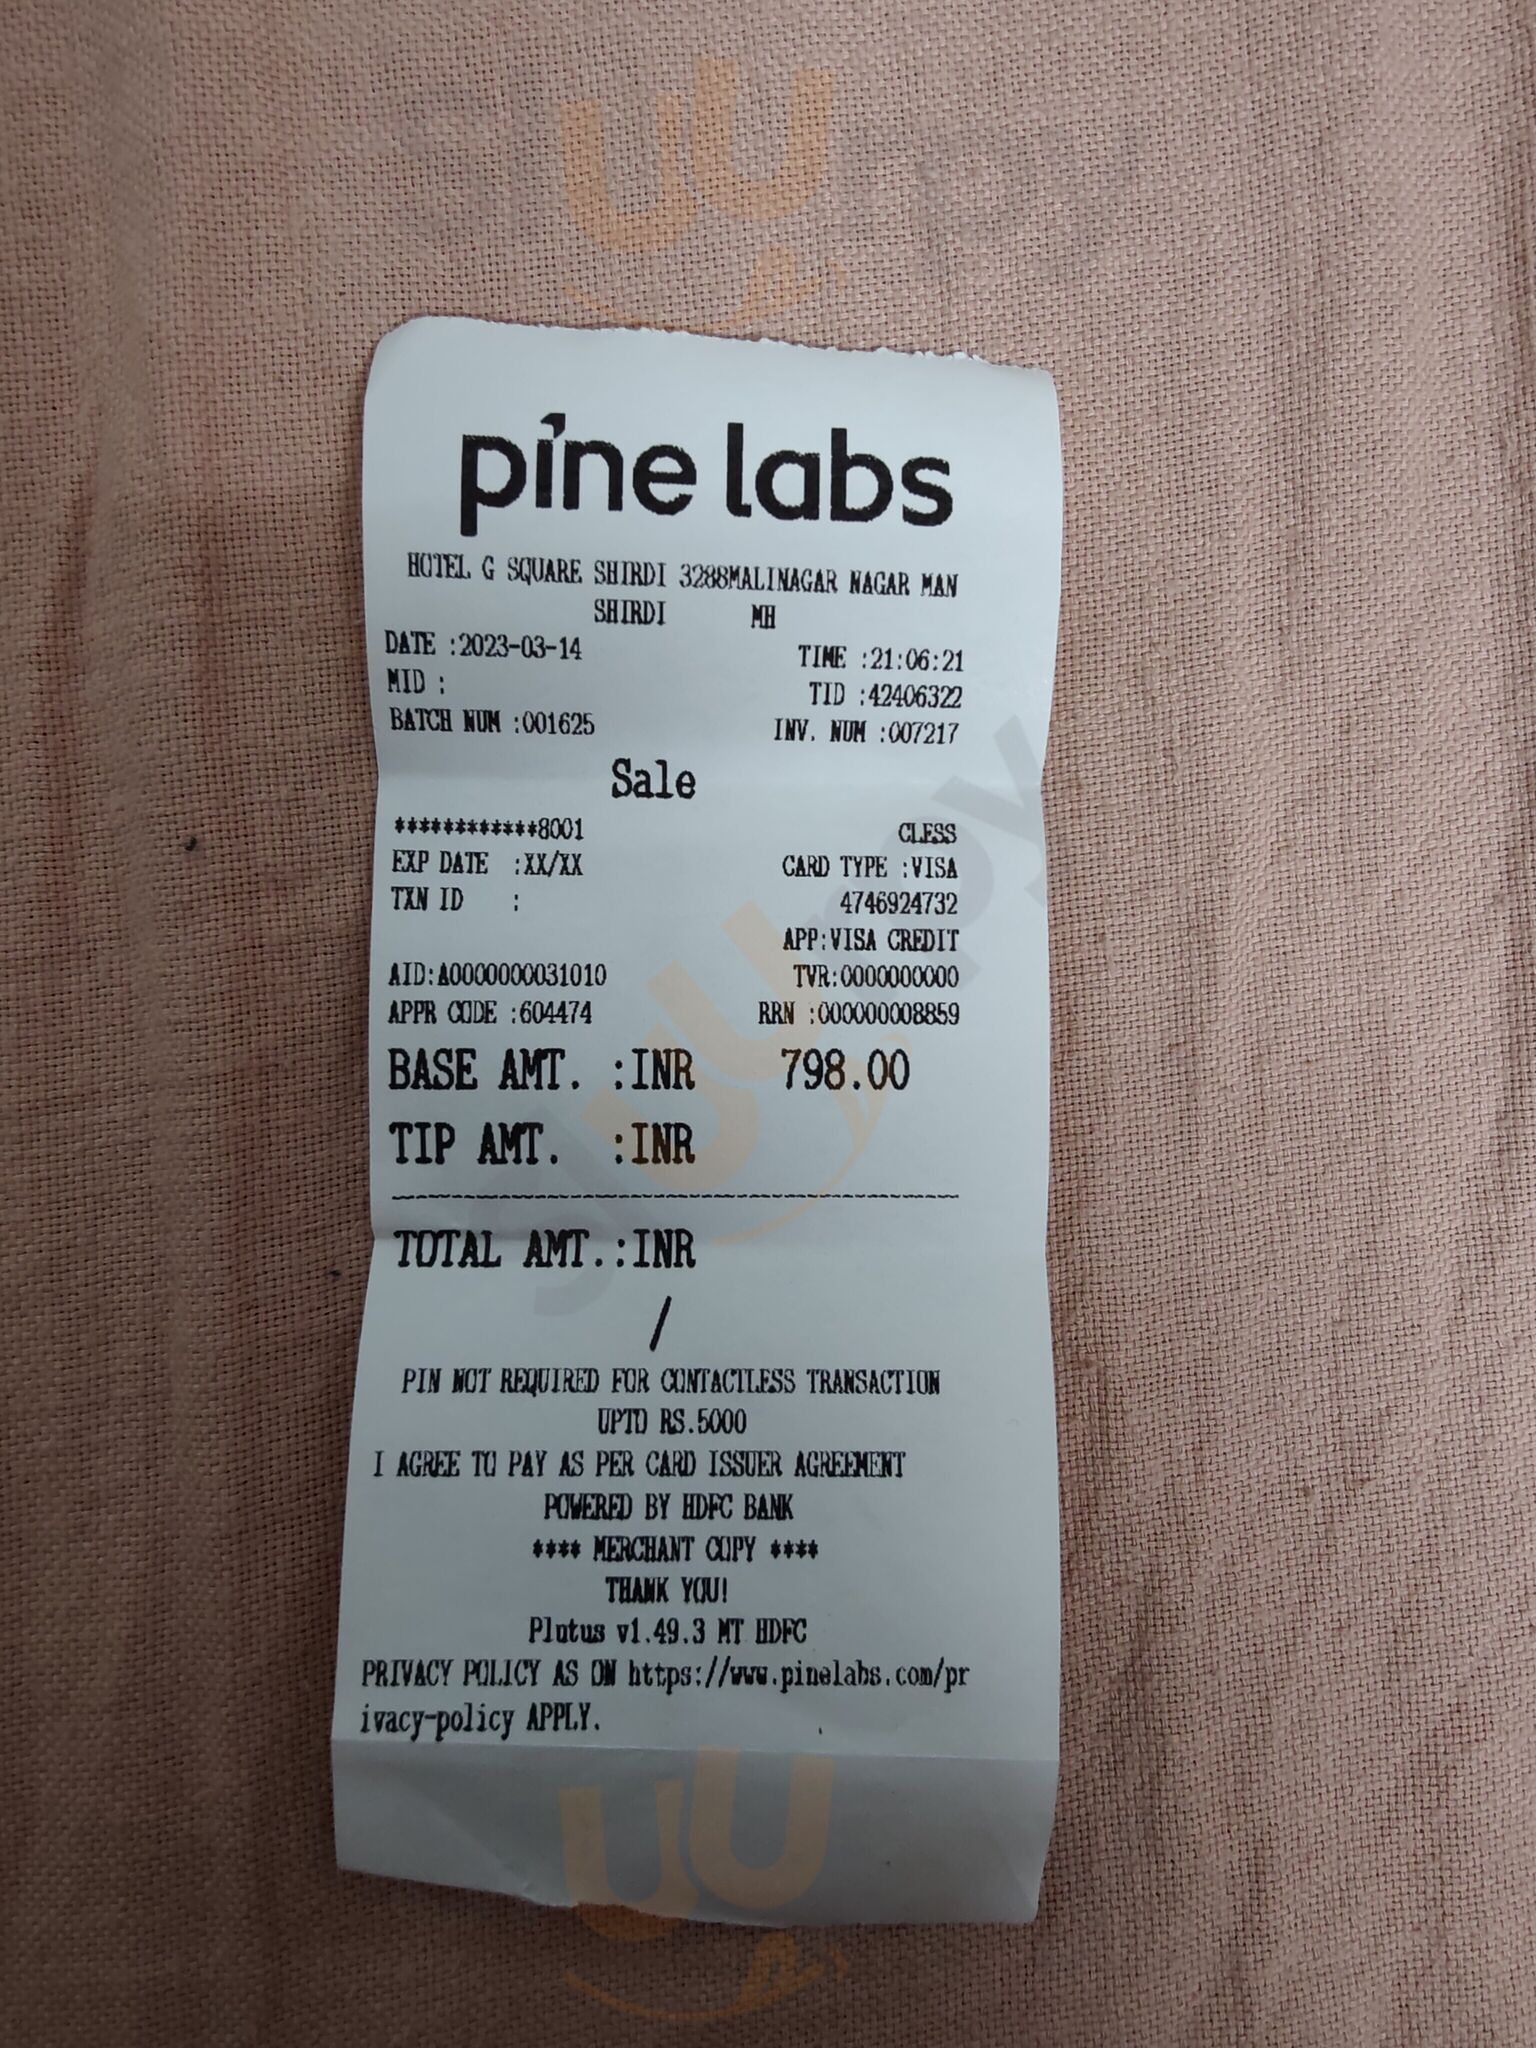 pine labs
HOTEL G SQUARE SHIRDI 3288MALINAGAR NAGAR MAN
SHIRDI MH
DATE :2023-03-14 TIME :21:06:21
MID : TID :42406322
BATCH NUM :001625 INV. NUM :007217
Sale
************8001 CLESS
EXP DATE :XX/XX CARD TYPE :VISA
TXN ID : 4746924732
APP:VISA CREDIT
AID:A0000000031010 TVR:0000000000
APPR CODE :604474 RRN :000000008859
BASE AMT. :INR 798.00
TIP AMT. :INR
TOTAL AMT.:INR
/
PIN NOT REQUIRED FOR CONTACTLESS TRANSACTION
UPTO RS.5000
I AGREE TO PAY AS PER CARD ISSUER AGREEMENT
POWERED BY HDFC BANK
**** MERCHANT COPY ****
THANK YOU!
Plutus v1.49.3 MT HDFC
PRIVACY POLICY AS ON https://www.pinelabs.com/pr
ivacy-policy APPLY.